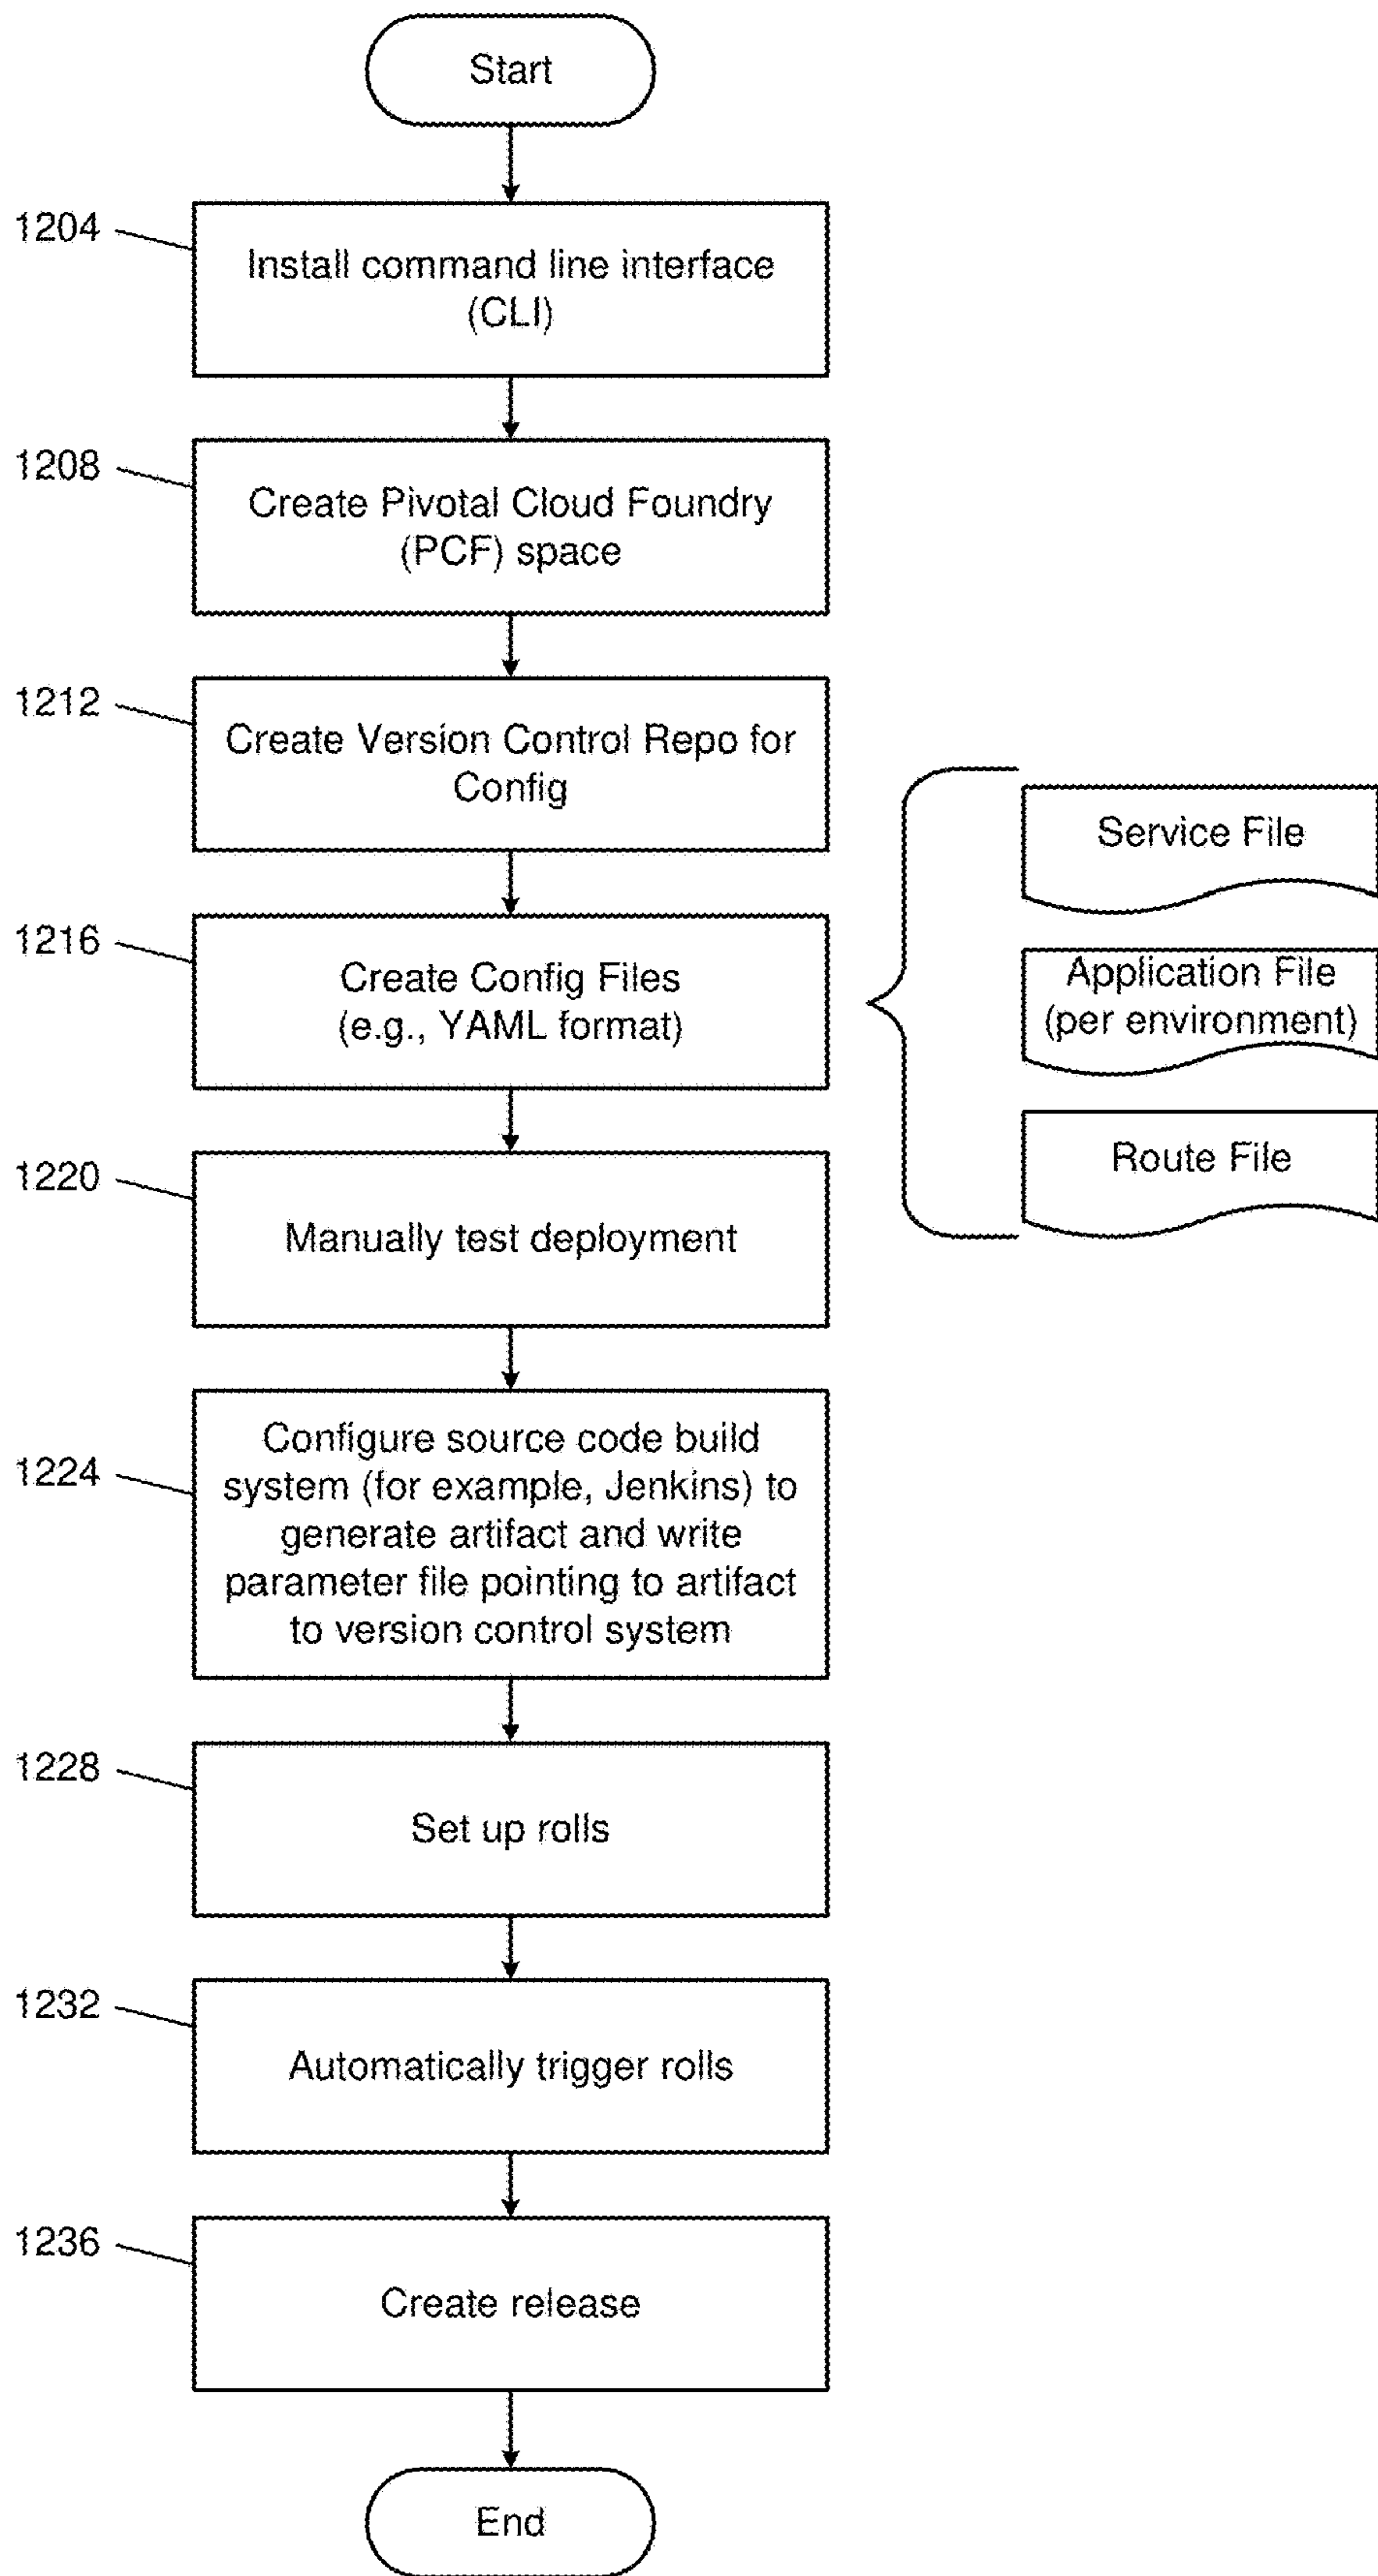 Start
1204
Install command line interface
(CLI)
1208
Create Pivotal Cloud Foundry
(PCF) space
1212
Create Version Control Repo for
Config
1216
Create Config Files
(e.g., YAML format)
Service File
Application File
(per environment)
Route File
1220
Manually test deployment
1224
Configure source code build
system (for example, Jenkins) to
generate artifact and write
parameter file pointing to artifact
to version control system
1228
Set up rolls
1232
Automatically trigger rolls
1236
Create release
End